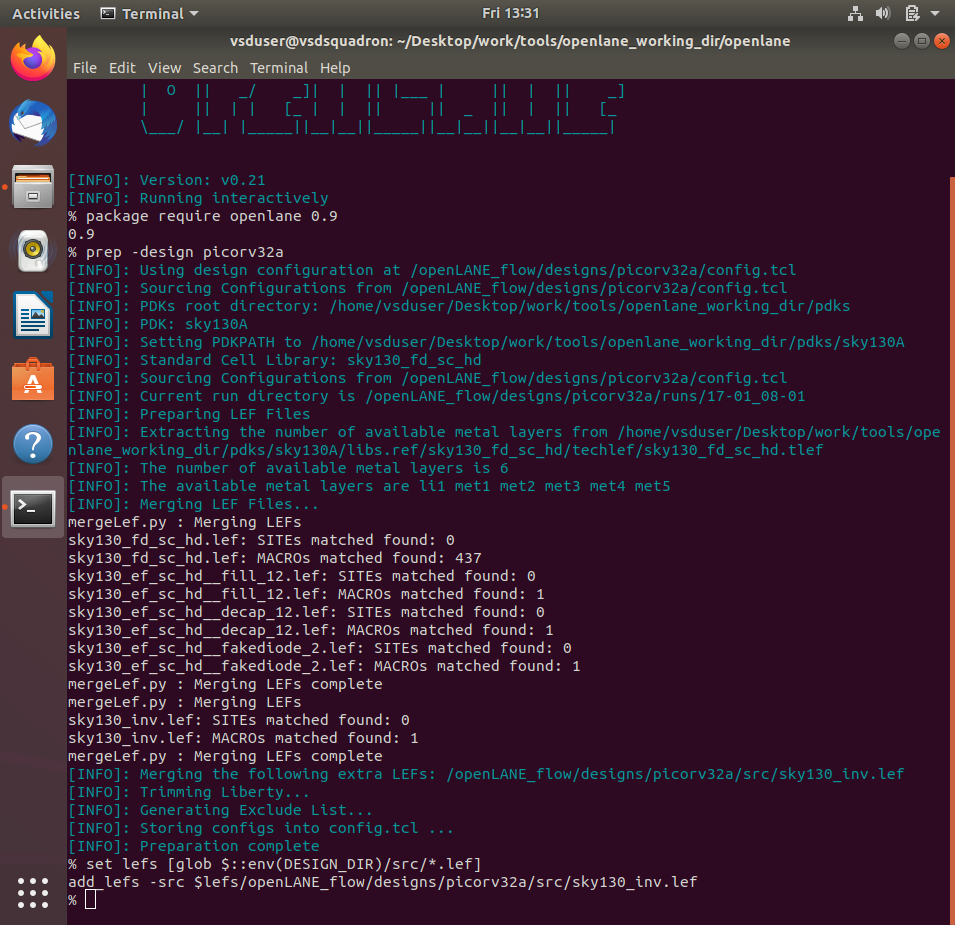 Activities Terminal Fri 13:31
vsduser@vsdsquadron: ~/Desktop/work/tools/openlane_working_dir/openlane
File Edit View Search Terminal Help
| O || _/ _]| | || |___ | || | || _]
| || | | [_ | | || || _ || | || [_
\___/ |__| |_____||__|__||_____||__|__||__|__||_____|
[INFO]: Version: v0.21
[INFO]: Running interactively
% package require openlane 0.9
0.9
% prep -design picorv32a
[INFO]: Using design configuration at /openLANE_flow/designs/picorv32a/config.tcl
[INFO]: Sourcing Configurations from /openLANE_flow/designs/picorv32a/config.tcl
[INFO]: PDKs root directory: /home/vsduser/Desktop/work/tools/openlane_working_dir/pdks
[INFO]: PDK: sky130A
[INFO]: Setting PDKPATH to /home/vsduser/Desktop/work/tools/openlane_working_dir/pdks/sky130A
[INFO]: Standard Cell Library: sky130_fd_sc_hd
[INFO]: Sourcing Configurations from /openLANE_flow/designs/picorv32a/config.tcl
[INFO]: Current run directory is /openLANE_flow/designs/picorv32a/runs/17-01_08-01
[INFO]: Preparing LEF Files
[INFO]: Extracting the number of available metal layers from /home/vsduser/Desktop/work/tools/ope
nlane_working_dir/pdks/sky130A/libs.ref/sky130_fd_sc_hd/techlef/sky130_fd_sc_hd.tlef
[INFO]: The number of available metal layers is 6
[INFO]: The available metal layers are li1 met1 met2 met3 met4 met5
[INFO]: Merging LEF Files...
mergeLef.py : Merging LEFs
sky130_fd_sc_hd.lef: SITEs matched found: 0
sky130_fd_sc_hd.lef: MACROs matched found: 437
sky130_ef_sc_hd__fill_12.lef: SITEs matched found: 0
sky130_ef_sc_hd__fill_12.lef: MACROs matched found: 1
sky130_ef_sc_hd__decap_12.lef: SITEs matched found: 0
sky130_ef_sc_hd__decap_12.lef: MACROs matched found: 1
sky130_ef_sc_hd__fakediode_2.lef: SITEs matched found: 0
sky130_ef_sc_hd__fakediode_2.lef: MACROs matched found: 1
mergeLef.py : Merging LEFs complete
mergeLef.py : Merging LEFs
sky130_inv.lef: SITEs matched found: 0
sky130_inv.lef: MACROs matched found: 1
mergeLef.py : Merging LEFs complete
[INFO]: Merging the following extra LEFs: /openLANE_flow/designs/picorv32a/src/sky130_inv.lef
[INFO]: Trimming Liberty...
[INFO]: Generating Exclude List...
[INFO]: Storing configs into config.tcl ...
[INFO]: Preparation complete
% set lefs [glob $::env(DESIGN_DIR)/src/*.lef]
add_lefs -src $lefs/openLANE_flow/designs/picorv32a/src/sky130_inv.lef
%